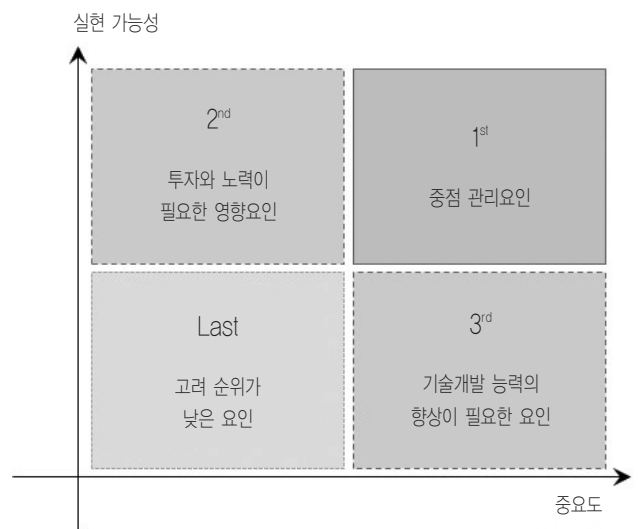 실현 가능성
2nd
투자와 노력이
필요한 영향요인
1st
중점 관리요인
Last
고려 순위가
낮은 요인
3rd
기술개발 능력의
향상이 필요한 요인
중요도